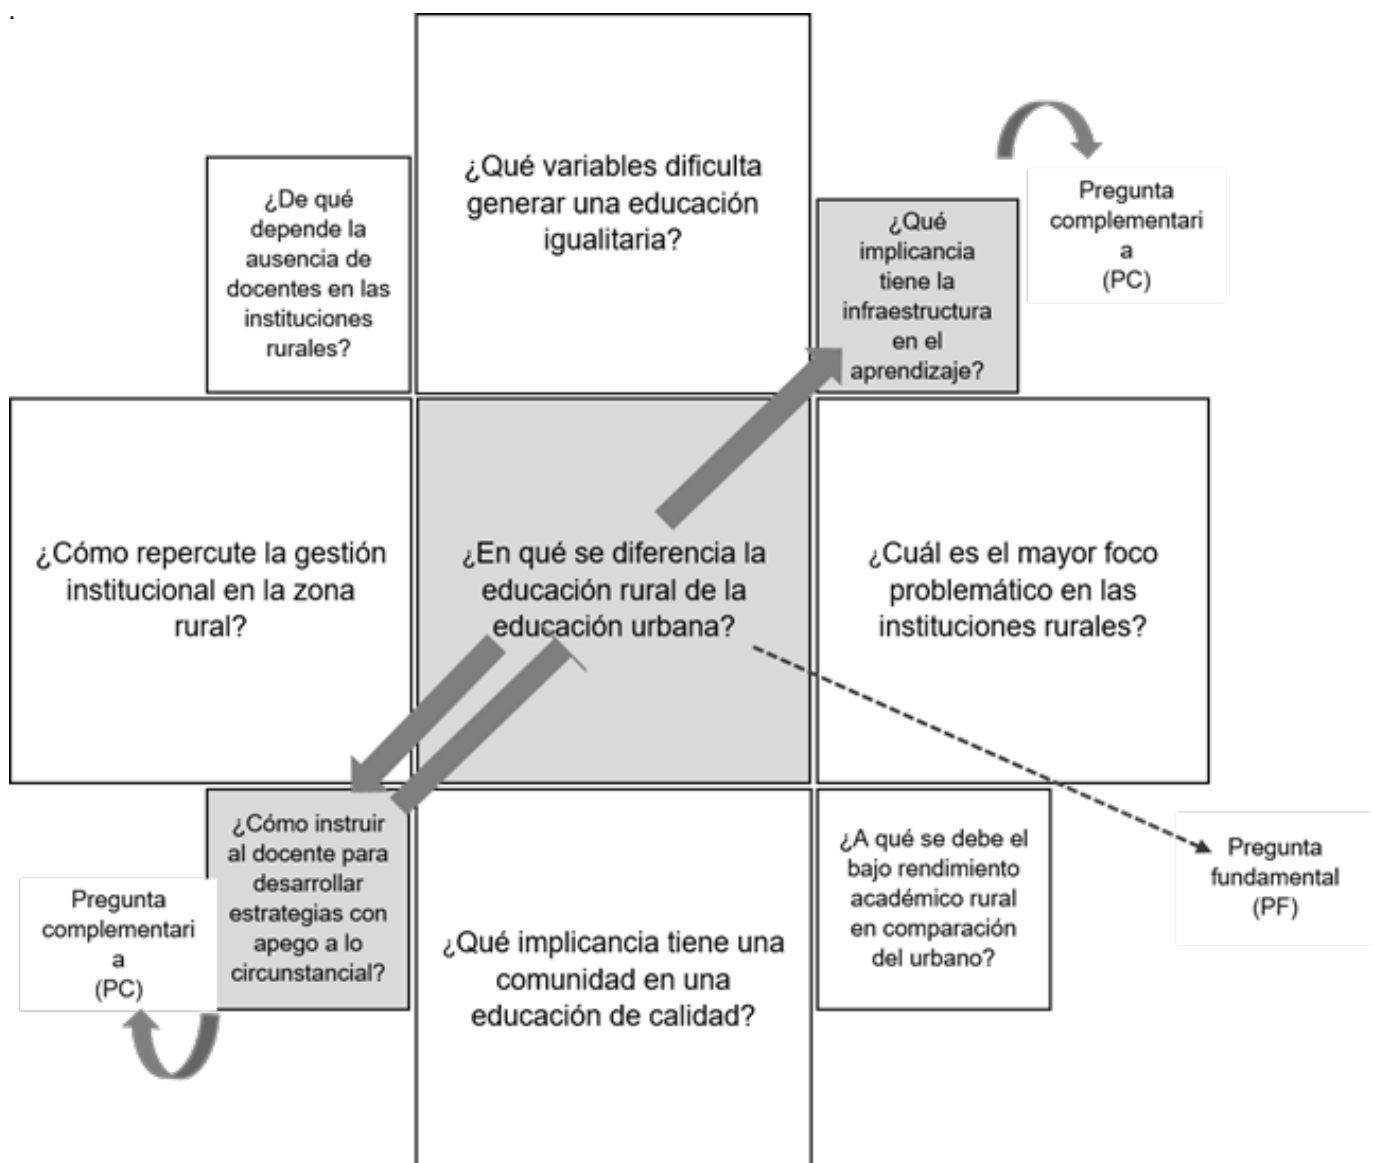 .
¿Qué variables dificulta
generar una educación
igualitaria?
¿De qué
depende la
ausencia de
docentes en las
instituciones
rurales?
¿Qué
implicancia
tiene la
infraestructura
en el
aprendizaje?
Pregunta
complementari
a
(PC)
¿Cómo repercute la gestión
institucional en la zona
rural?
¿En qué se diferencia la
educación rural de la
educación urbana?
¿Cuál es el mayor foco
problemático en las
instituciones rurales?
¿Cómo instruir
al docente para
desarrollar
estrategias con
apego a lo
circunstancial?
Pregunta
complementari
a
(PC)
¿Qué implicancia tiene una
comunidad en una
educación de calidad?
¿A qué se debe el
bajo rendimiento
académico rural
en comparación
del urbano?
Pregunta
fundamental
(PF)